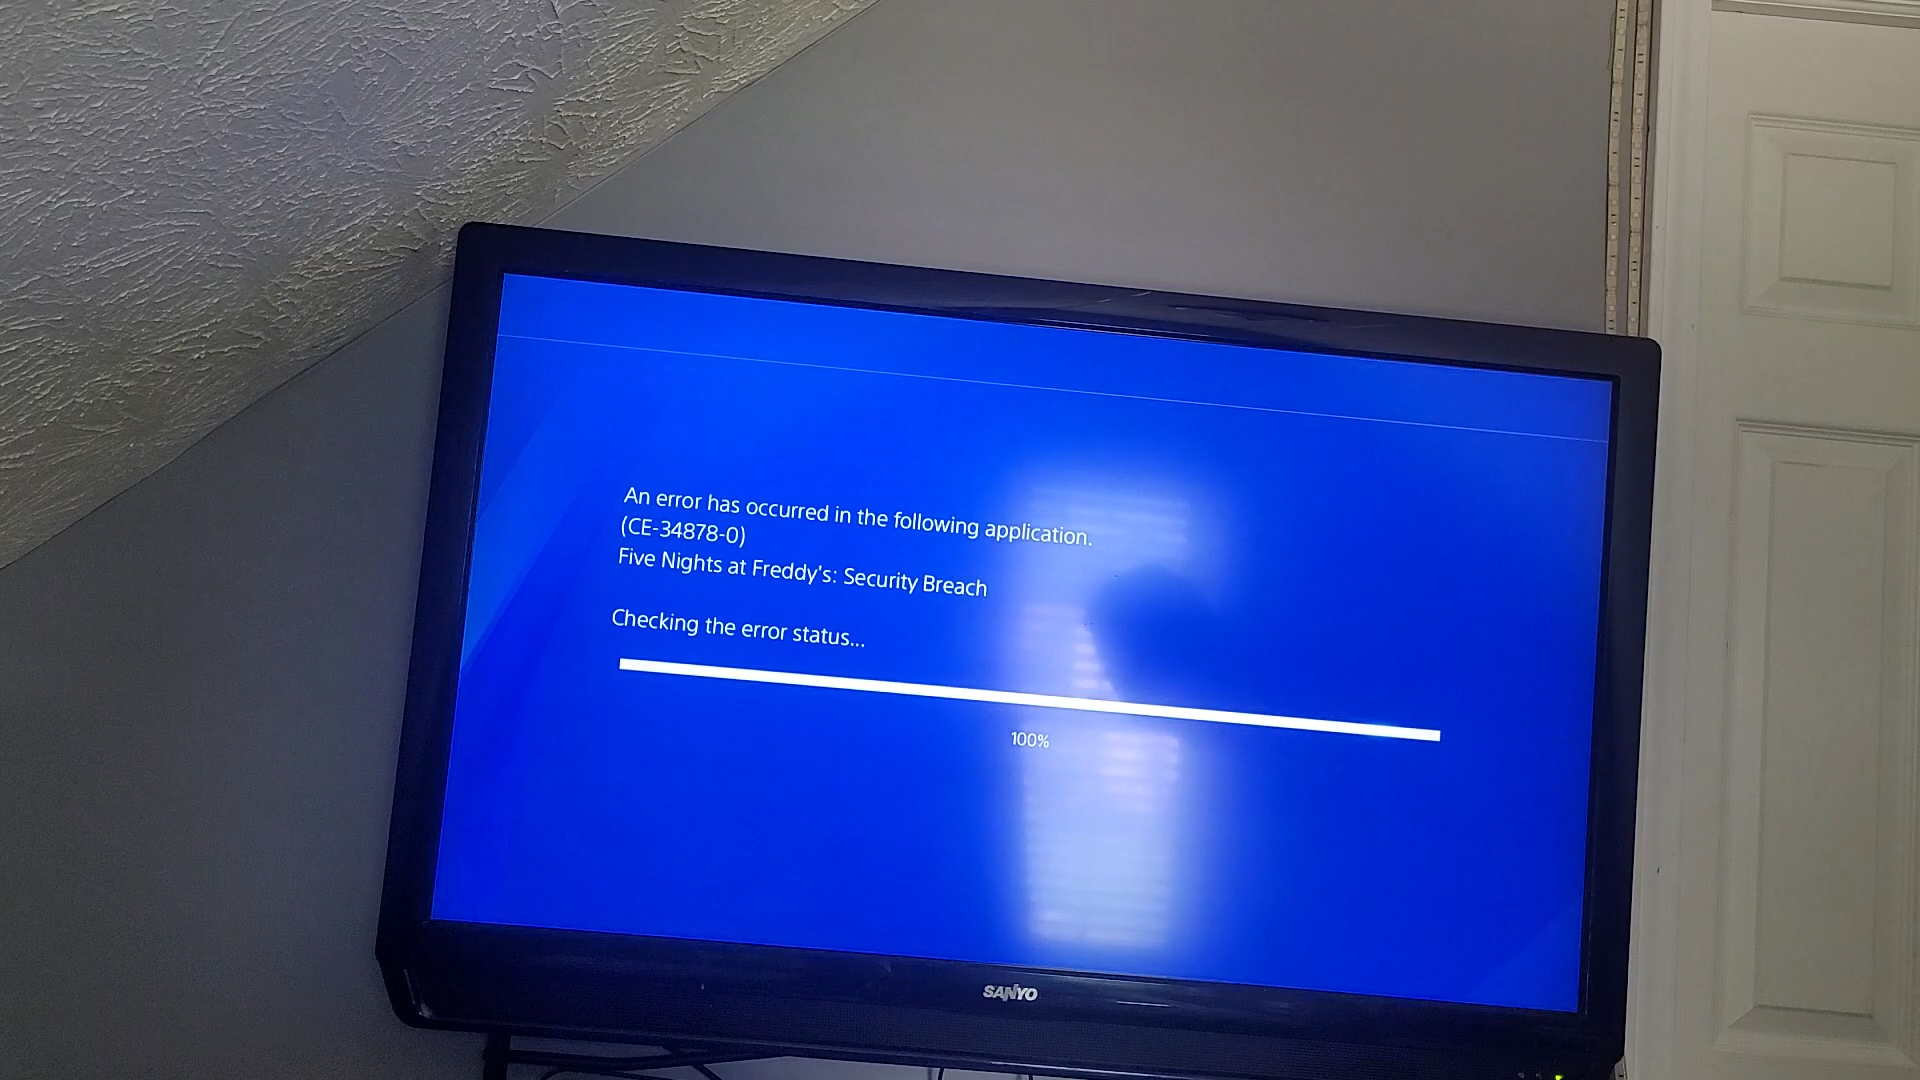 An error has occurred in the following application.
(CE-34878-0)
Five Nights at Freddy's: Security Breach
Checking the error status...
100%
SANYO